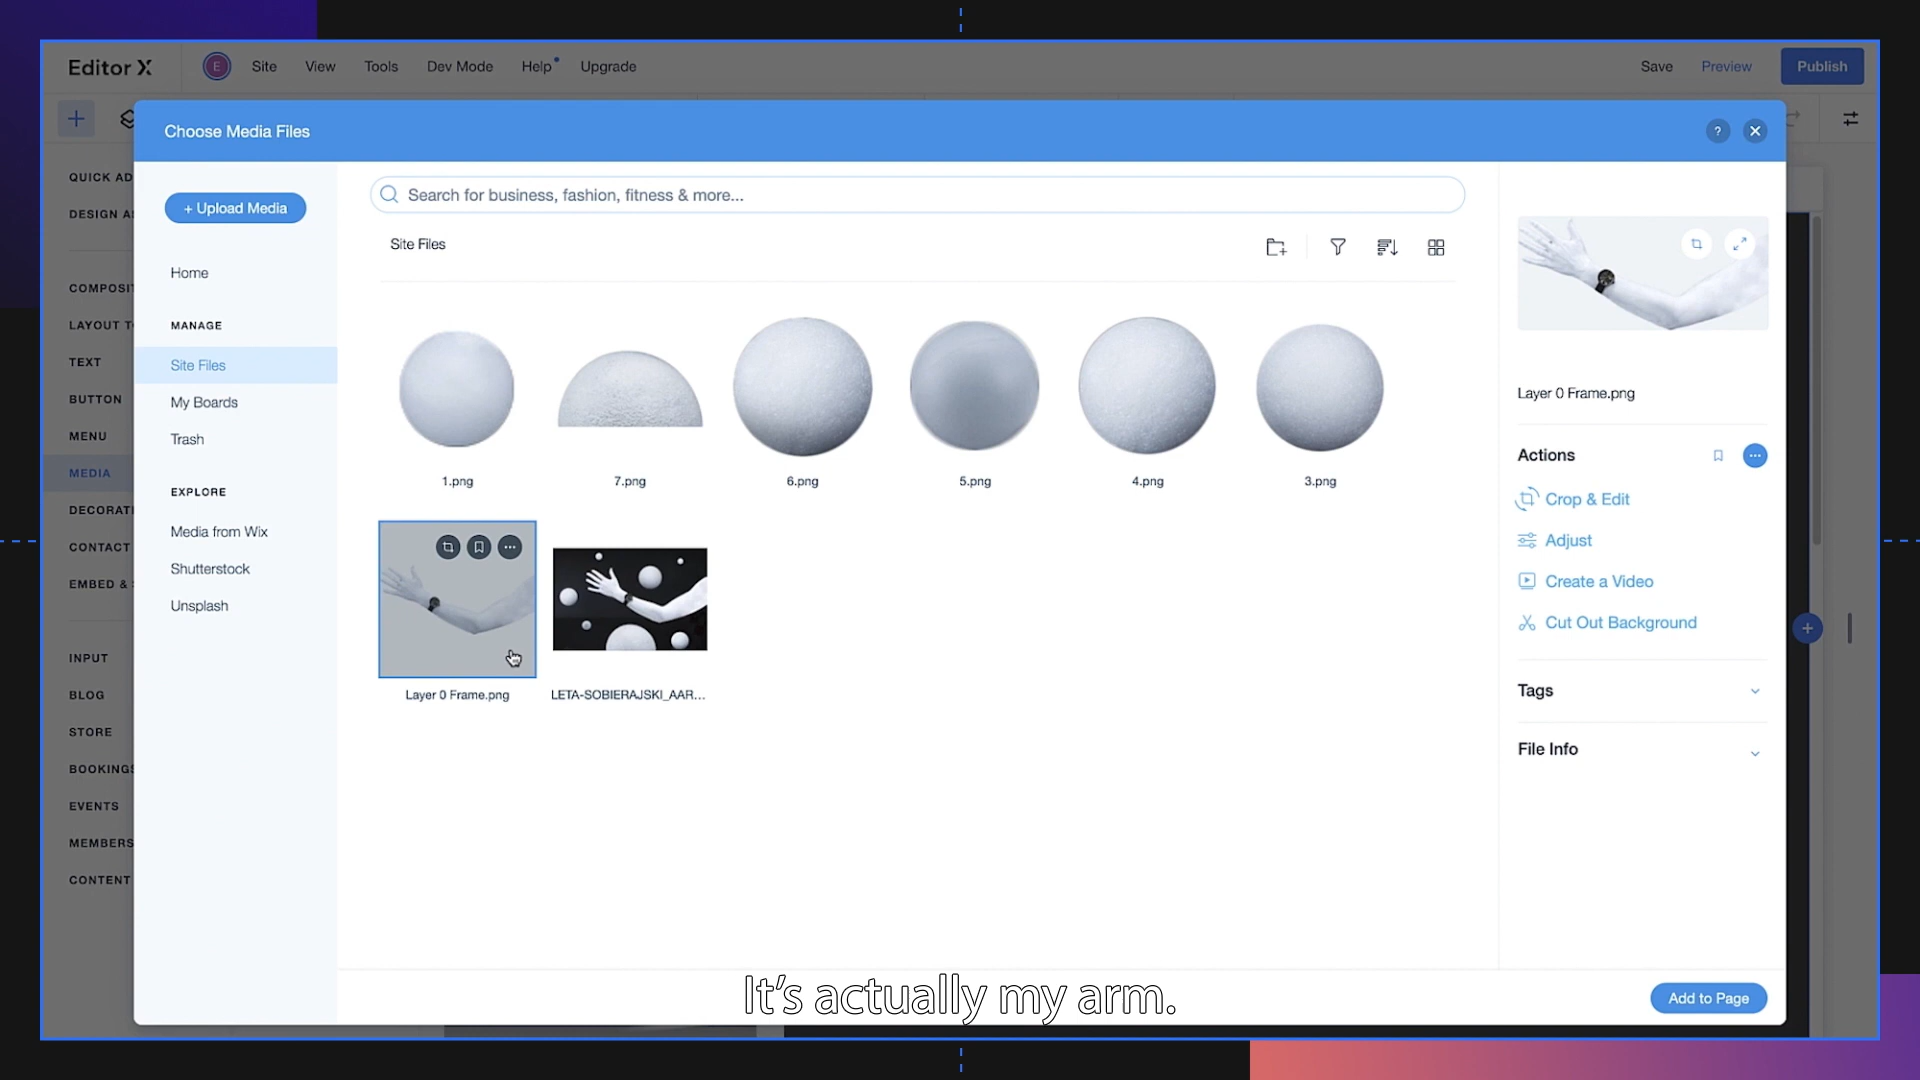 Editor X
E
Site
View
Tools
Dev Mode
Help
Upgrade
Save
Preview
Publish
Choose Media Files
?
QUICK AD
DESIGN A
COMPOSIT
LAYOUT T
TEXT
BUTTON
MENU
MEDIA
DECORAT
CONTACT
EMBED &
INPUT
BLOG
STORE
BOOKINGS
EVENTS
MEMBERS
CONTENT
+ Upload Media
Home
MANAGE
Site Files
My Boards
Trash
EXPLORE
Media from Wix
Shutterstock
Unsplash
Search for business, fashion, fitness & more...
Site Files
1.png
7.png
6.png
5.png
4.png
3.png
Layer 0 Frame.png
LETA-SOBIERAJSKI_AAR...
Layer 0 Frame.png
Actions
Crop & Edit
Adjust
Create a Video
Cut Out Background
Tags
File Info
Add to Page
It's actually my arm.